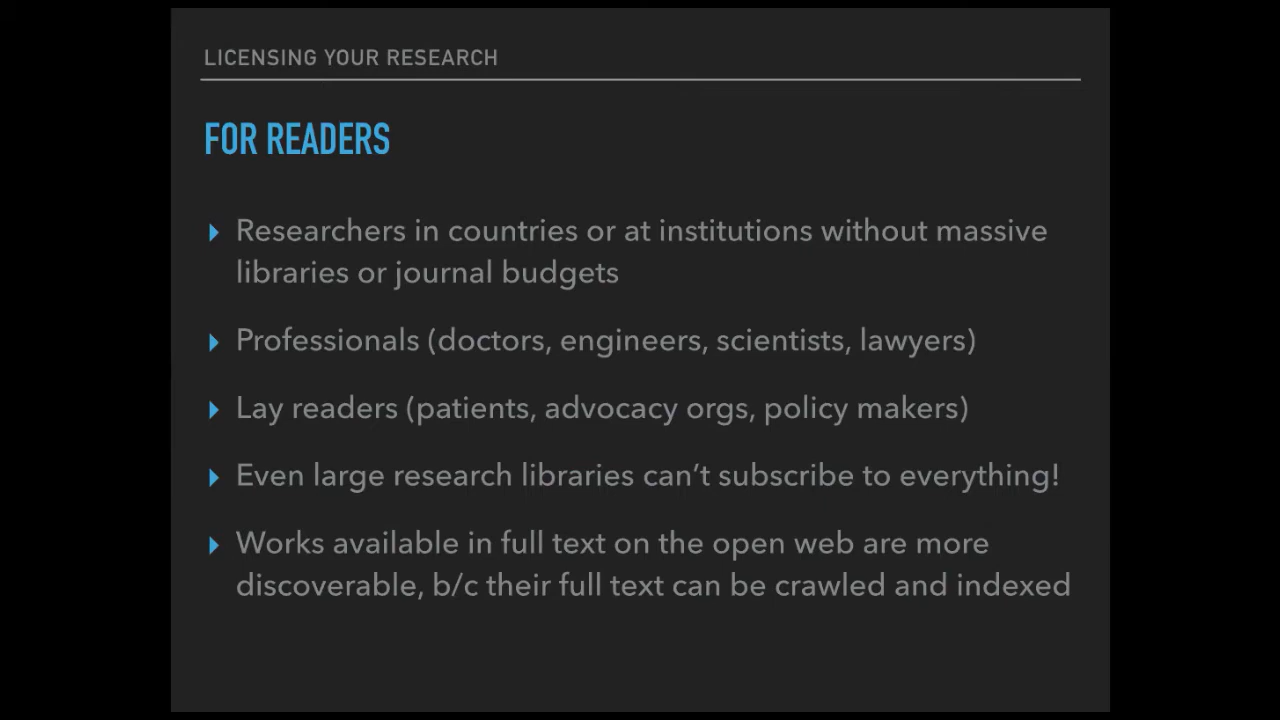 LICENSING YOUR RESEARCH
FOR READERS
Researchers in countries or at institutions without massive
libraries or journal budgets
Professionals (doctors, engineers, scientists, lawyers)
Lay readers (patients, advocacy orgs, policy makers)
Even large research libraries can’t subscribe to everything!
Works available in full text on the open web are more
discoverable, b/c their full text can be crawled and indexed